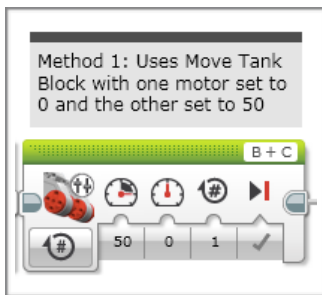 Method 1: Uses Move Tank
Block with one motor set to
0 and the other set to 50
B + C
#
#
50 0 1